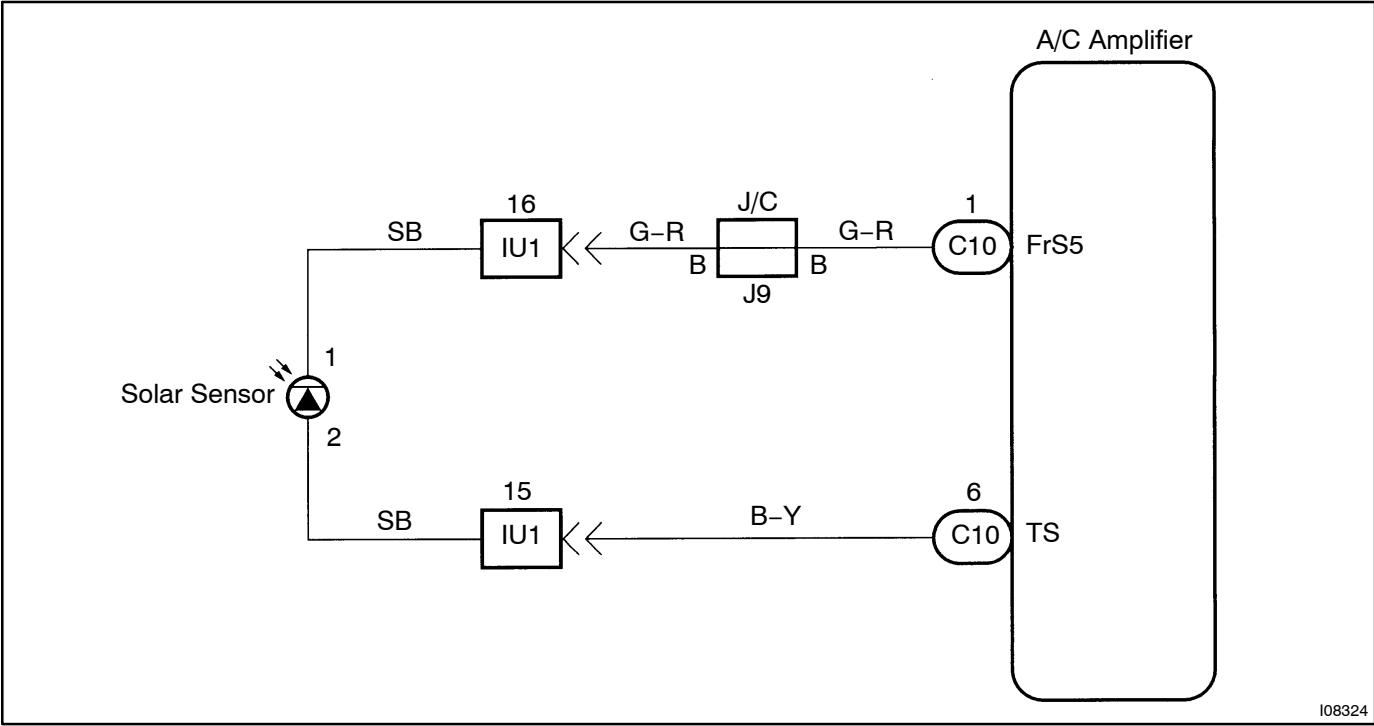 A/C Amplifier
16
J/C
1
SB
IU1
G−R
G−R
C10
FrS5
B
B
J9
1
Solar Sensor
2
15
6
SB
IU1
B−Y
C10
TS
I08324